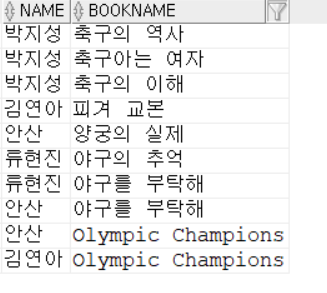 NAME BOOKNAME
박지성 축구의 역사
박지성 축구아는 여자
박지성 축구의 이해
김연아 피겨 교본
안산 양궁의 실제
류현진 야구의 추억
류현진 야구를 부탁해
안산 야구를 부탁해
안산 Olympic Champions
김연아 Olympic Champions